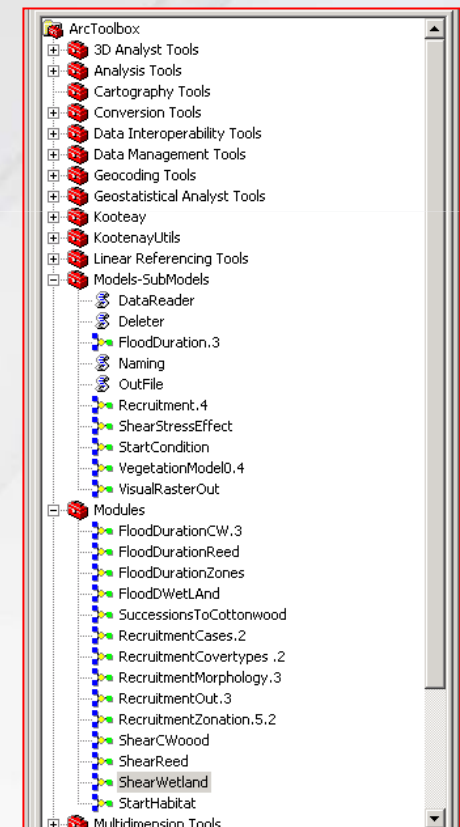 ArcToolbox
3D Analyst Tools
Analysis Tools
Cartography Tools
Conversion Tools
Data Interoperability Tools
Data Management Tools
Geocoding Tools
Geostatistical Analyst Tools
Kooteay
KootenayUtils
Linear Referencing Tools
Models-SubModels
DataReader
Deleter
FloodDuration.3
Naming
OutFile
Recruitment.4
ShearStressEffect
StartCondition
VegetationModel0.4
VisualRasterOut
Modules
FloodDurationCW.3
FloodDurationReed
FloodDurationZones
FloodDWetLAnd
SuccessionsToCottonwood
RecruitmentCases.2
RecruitmentCovertypes .2
RecruitmentMorphology.3
RecruitmentOut.3
RecruitmentZonation.5.2
ShearCWoood
ShearReed
ShearWetland
StartHabitat
Multidimension Tools